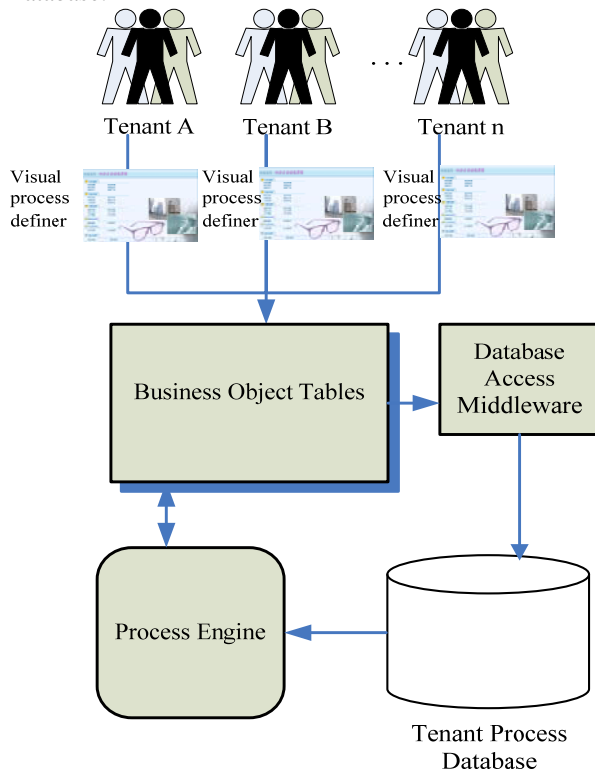 Tenant A
Tenant B
. . .
Tenant n
Visual
process
definer
Visual
process
definer
Visual
process
definer
Business Object Tables
Database
Access
Middleware
Process Engine
Tenant Process
Database